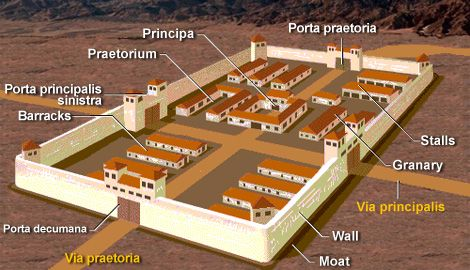 Porta praetoria
Principa
Praetorium
Porta principalis
sinistra
Barracks
Stalls
Granary
Via principalis
Porta decumana
Wall
Via praetoria
Moat